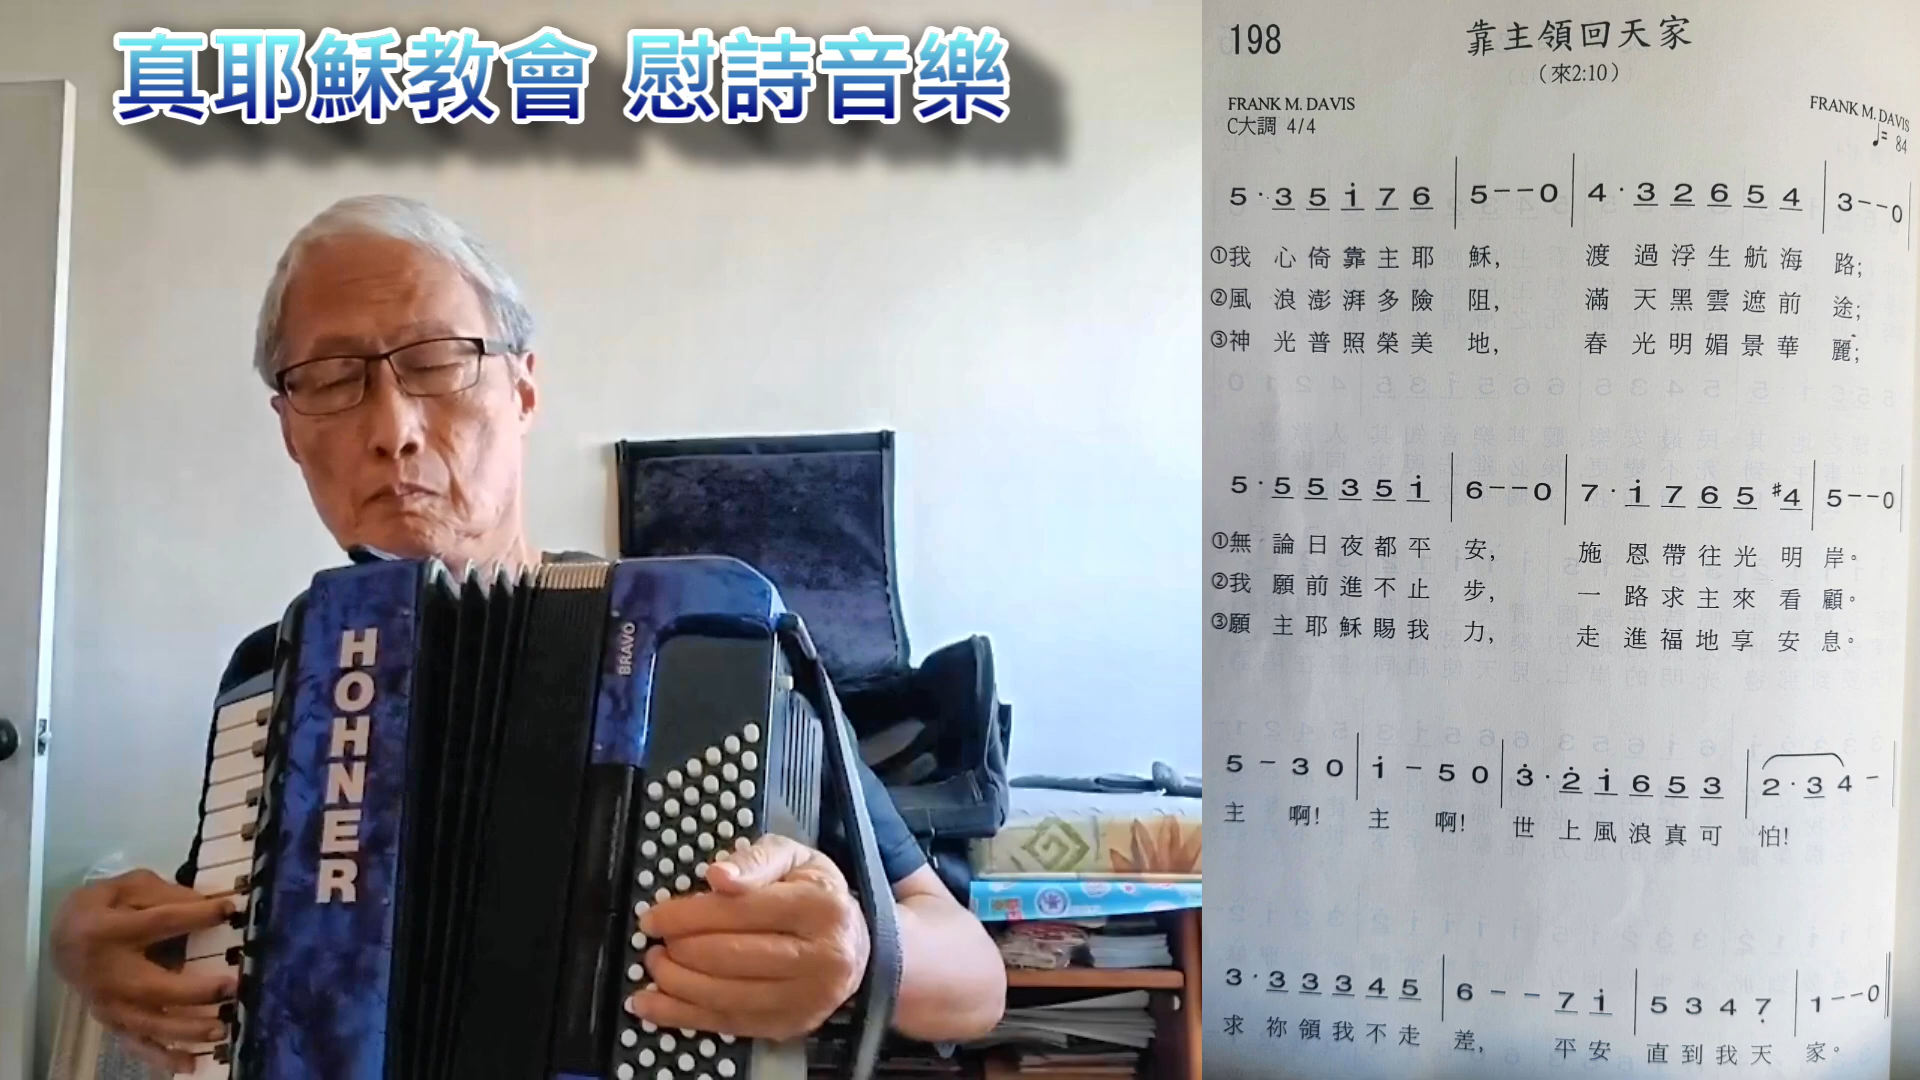 真耶穌教會 慰詩音樂
HOHNER
BRAVO
198
靠主領回天家
(來2:10)
FRANK M. DAVIS
FRANK M. DAVIS
C大調 4/4
♩= 84
5 · 3 5 i 7 6 | 5 - - 0 | 4 · 3 2 6 5 4 | 3 - - 0 |
①我 心 倚 靠 主 耶 穌, 渡 過 浮 生 航 海 路;
②風 浪 澎 湃 多 險 阻, 滿 天 黑 雲 遮 前 途;
③神 光 普 照 榮 美 地, 春 光 明 媚 景 華 麗;
5 · 5 5 3 5 i | 6 - - 0 | 7 · i 7 6 5 #4 | 5 - - 0 |
①無 論 日 夜 都 平 安, 施 恩 帶 往 光 明 岸。
②我 願 前 進 不 止 步, 一 路 求 主 來 看 顧。
③願 主 耶 穌 賜 我 力, 走 進 福 地 享 安 息。
5 - 3 0 | i - 5 0 | 3̇ · 2̇ i 6 5 3 | 2 · 3 4 - |
主 啊! 主 啊! 世 上 風 浪 真 可 怕!
3 · 3 3 3 4 5 | 6 - - 7 i | 5 3 4 7̣ | 1 - - 0 ‖
求 祢 領 我 不 走 差, 平 安 直 到 我 天 家。